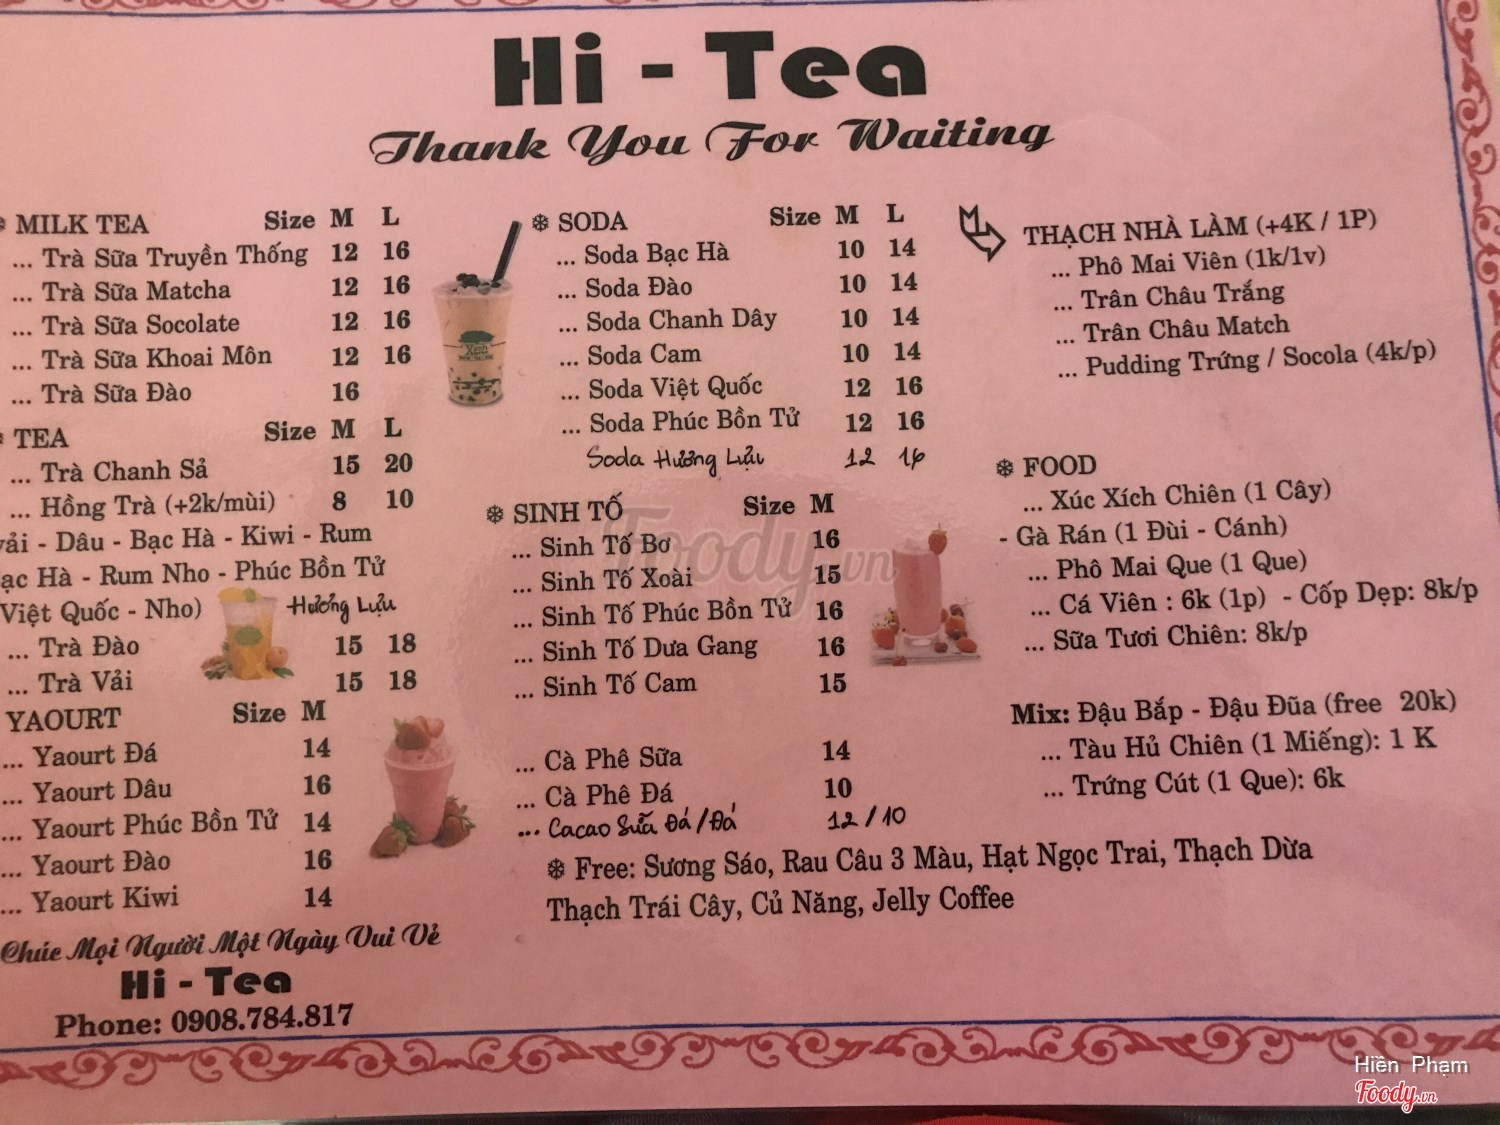 Hi - Tea
Thank You For Waiting
MILK TEA Size M L
... Trà Sữa Truyền Thống 12 16
... Trà Sữa Matcha 12 16
... Trà Sữa Socolate 12 16
... Trà Sữa Khoai Môn 12 16
... Trà Sữa Đào 16
TEA Size M L
... Trà Chanh Sả 15 20
... Hồng Trà (+2k/mùi) 8 10
vải - Dâu - Bạc Hà - Kiwi - Rum
ạc Hà - Rum Nho - Phúc Bồn Tử
Việt Quốc - Nho) Hương Lựu
... Trà Đào 15 18
... Trà Vải 15 18
YAOURT Size M
... Yaourt Đá 14
... Yaourt Dâu 16
... Yaourt Phúc Bồn Tử 14
... Yaourt Đào 16
... Yaourt Kiwi 14
Chúc Mọi Người Một Ngày Vui Vẻ
Hi - Tea
Phone: 0908.784.817
Xanh
SODA Size M L
... Soda Bạc Hà 10 14
... Soda Đào 10 14
... Soda Chanh Dây 10 14
... Soda Cam 10 14
... Soda Việt Quốc 12 16
... Soda Phúc Bồn Tử 12 16
Soda Hương Lựu 12 16
SINH TỐ Size M
... Sinh Tố Bơ 16
... Sinh Tố Xoài 15
... Sinh Tố Phúc Bồn Tử 16
... Sinh Tố Dưa Gang 16
... Sinh Tố Cam 15
... Cà Phê Sữa 14
... Cà Phê Đá 10
... Cacao Sữa Đá/Đá 12/10
Free: Sương Sáo, Rau Câu 3 Màu, Hạt Ngọc Trai, Thạch Dừa
Thạch Trái Cây, Củ Năng, Jelly Coffee
THẠCH NHÀ LÀM (+4K / 1P)
... Phô Mai Viên (1k/1v)
... Trân Châu Trắng
... Trân Châu Match
... Pudding Trứng / Socola (4k/p)
FOOD
... Xúc Xích Chiên (1 Cây)
- Gà Rán (1 Đùi - Cánh)
... Phô Mai Que (1 Que)
... Cá Viên : 6k (1p) - Cốp Dẹp: 8k/p
... Sữa Tươi Chiên: 8k/p
Mix: Đậu Bắp - Đậu Đũa (free 20k)
... Tàu Hủ Chiên (1 Miếng): 1 K
... Trứng Cút (1 Que): 6k
Foody.vn
Hiền Phạm
Foody.vn